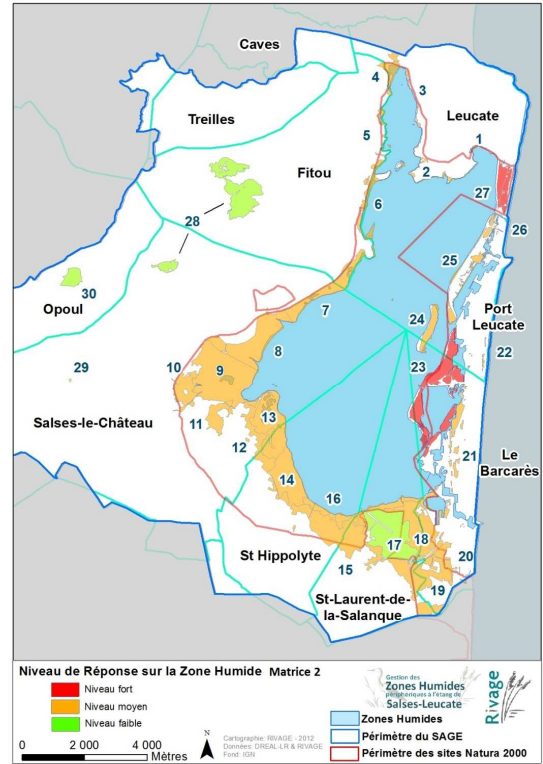 Caves
4
3
Treilles
Leucate
5
1
Fitou
2
28
6
27
26
25
30
Opoul
Port
Leucate
7
24
22
29
8
10
9
23
11
13
Salses-le-Château
12
Le
Barcarès
21
14
16
St Hippolyte
17
18
15
20
St-Laurent-de-
la-Salanque
19
Niveau de Réponse sur la Zone Humide Matrice 2
Niveau fort
Niveau moyen
Niveau faible
0 2 000 4 000
Mètres
N
Cartographie: RIVAGE - 2012
Données: DREAL-LR & RIVAGE
Fond: IGN
Gestion des
Zones Humides
périphériques à l'étang de
Salses-Leucate
Rivage
Zones Humides
Périmètre du SAGE
Périmètre des sites Natura 2000